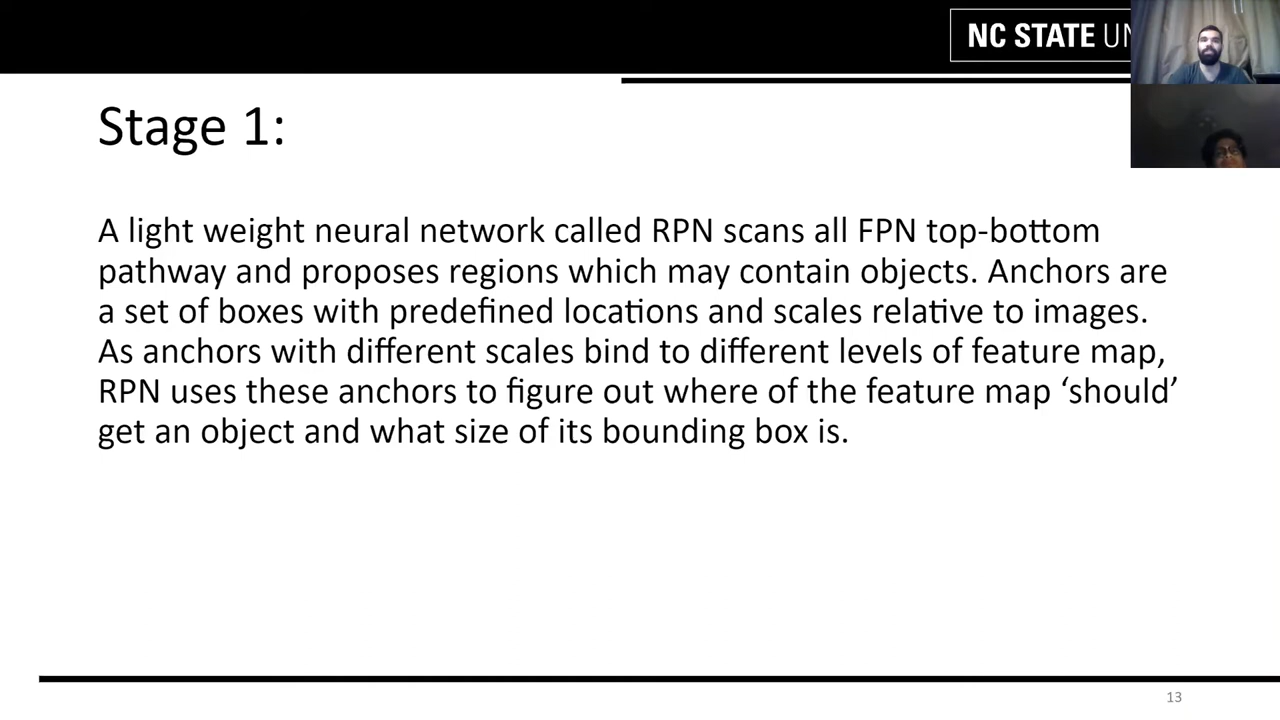 NC STATE UN
Stage 1:
A light weight neural network called RPN scans all FPN top-bottom
pathway and proposes regions which may contain objects. Anchors are
a set of boxes with predefined locations and scales relative to images.
As anchors with different scales bind to different levels of feature map,
RPN uses these anchors to figure out where of the feature map ‘should’
get an object and what size of its bounding box is.
13